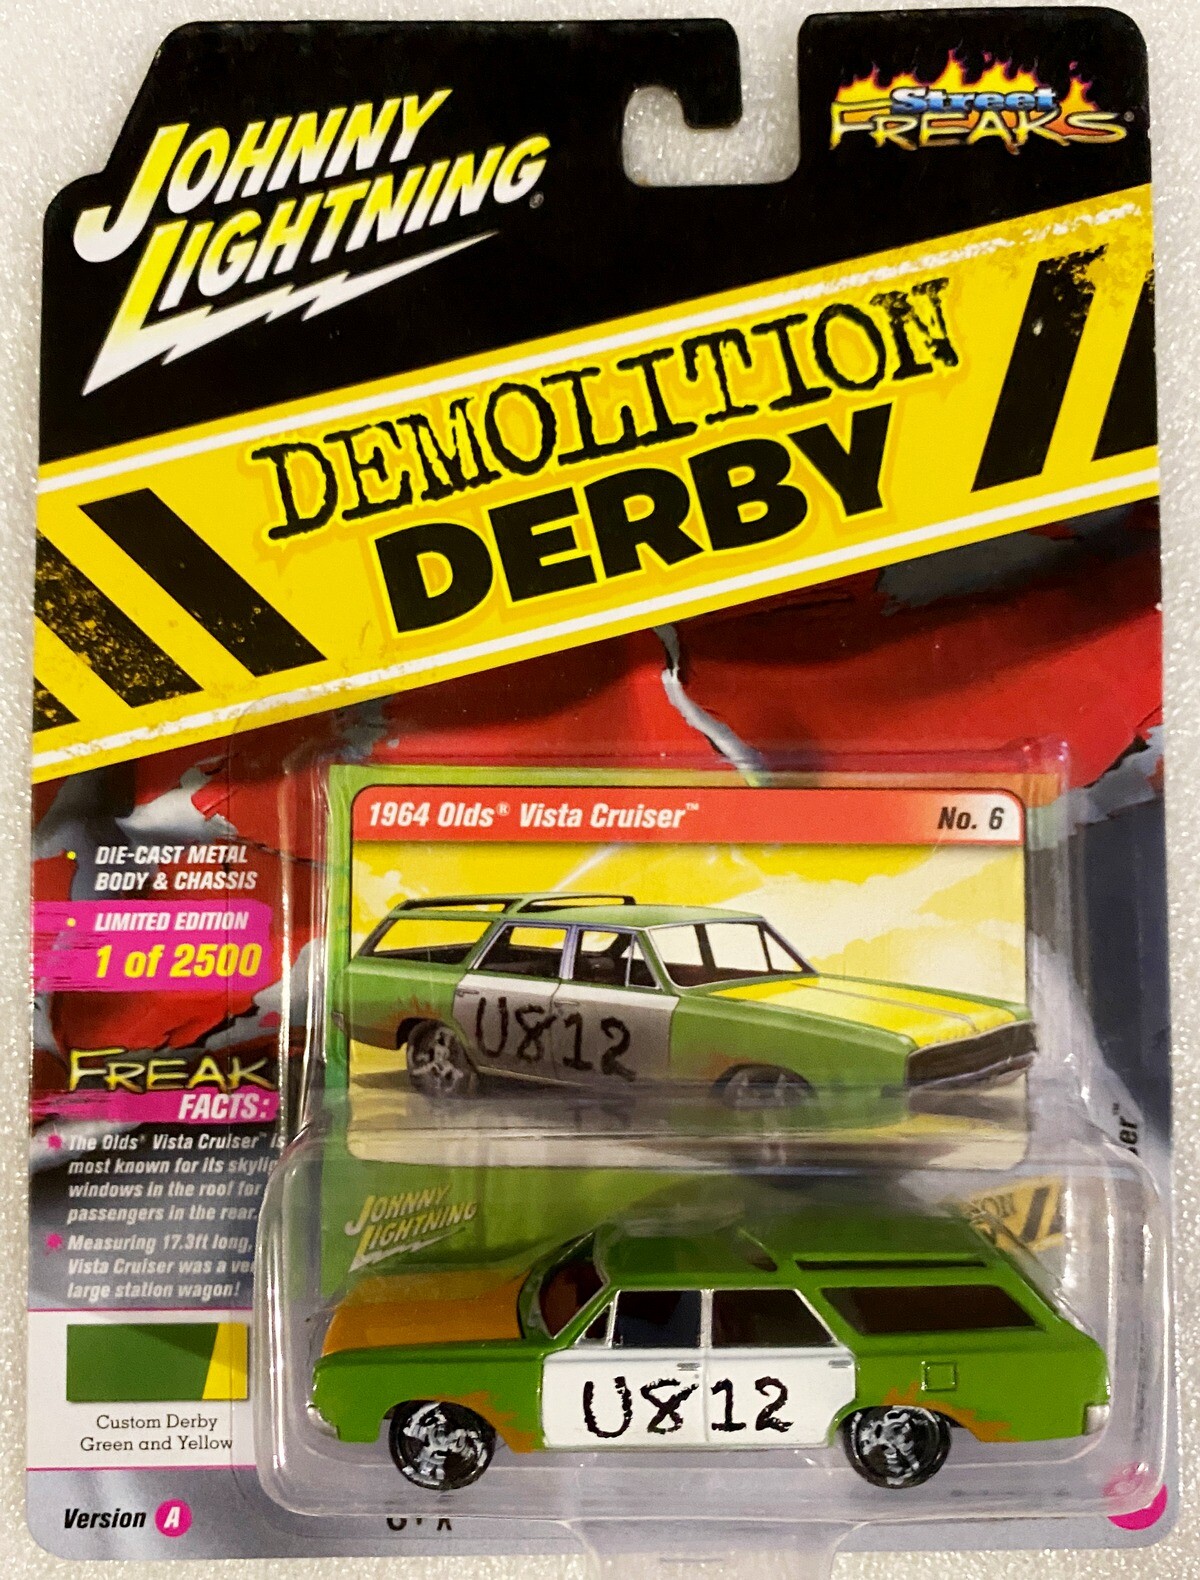 JOHNNY
LIGHTNING®
Street
FREAKS®
DEMOLITION
DERBY
1964 Olds® Vista Cruiser™ No. 6
• DIE-CAST METAL
BODY & CHASSIS
• LIMITED EDITION
1 of 2500
U812
FREAK
FACTS:
The Olds® Vista Cruiser™ is
most known for its
windows in the roof for
passengers in the rear.
Measuring 17.3ft long,
Vista Cruiser was a
large station wagon!
JOHNNY
LIGHTNING
U812
Custom Derby
Green and Yellow
Version A